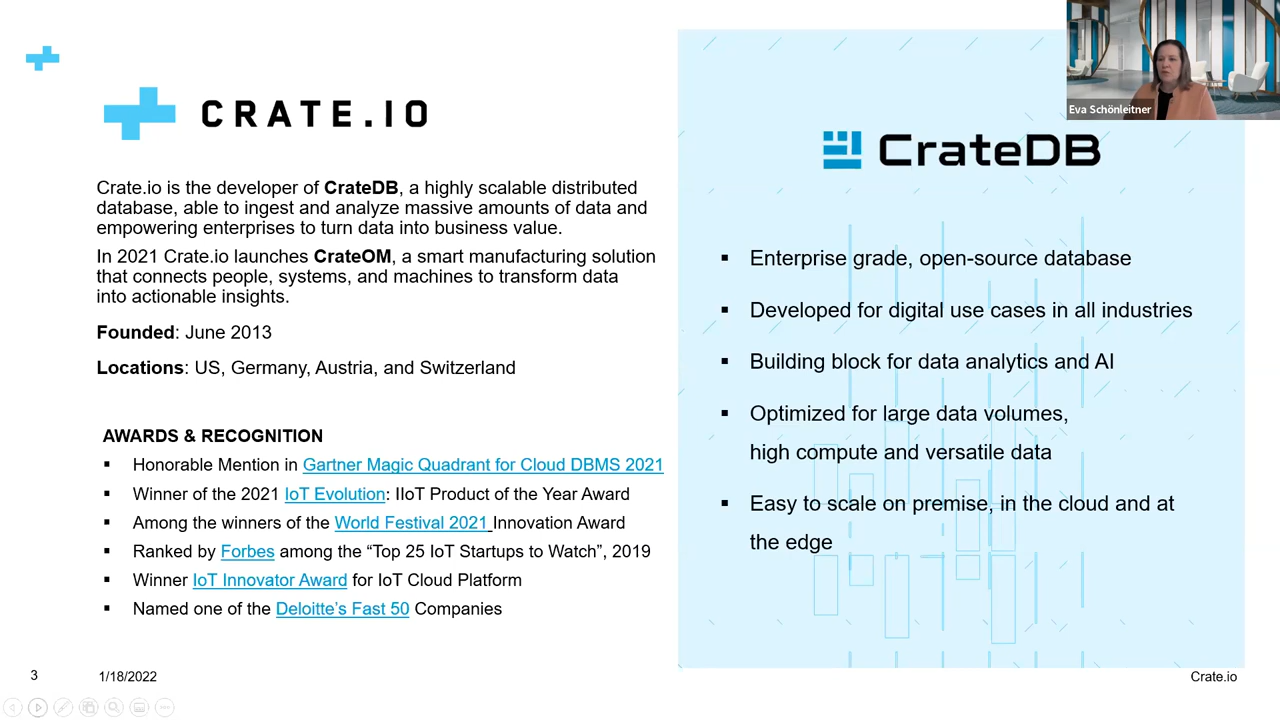 CRATE.IO
Crate.io is the developer of CrateDB, a highly scalable distributed
database, able to ingest and analyze massive amounts of data and
empowering enterprises to turn data into business value.
In 2021 Crate.io launches CrateOM, a smart manufacturing solution
that connects people, systems, and machines to transform data
into actionable insights.
Founded: June 2013
Locations: US, Germany, Austria, and Switzerland
AWARDS & RECOGNITION
▪ Honorable Mention in Gartner Magic Quadrant for Cloud DBMS 2021
▪ Winner of the 2021 IoT Evolution: IIoT Product of the Year Award
▪ Among the winners of the World Festival 2021 Innovation Award
▪ Ranked by Forbes among the “Top 25 IoT Startups to Watch”, 2019
▪ Winner IoT Innovator Award for IoT Cloud Platform
▪ Named one of the Deloitte’s Fast 50 Companies
Eva Schönleitner
CrateDB
▪ Enterprise grade, open-source database
▪ Developed for digital use cases in all industries
▪ Building block for data analytics and AI
▪ Optimized for large data volumes,
high compute and versatile data
▪ Easy to scale on premise, in the cloud and at
the edge
3
1/18/2022
Crate.io